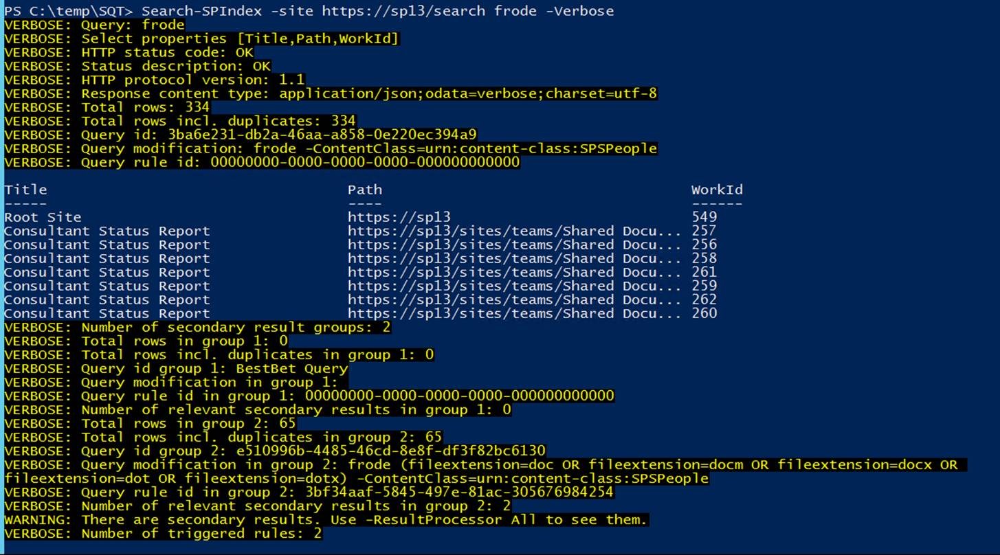 PS C:\temp\SQT> Search-SPIndex -site https://sp13/search frode -Verbose
VERBOSE: Query: frode
VERBOSE: Select properties [Title,Path,WorkId]
VERBOSE: HTTP status code: OK
VERBOSE: Status description: OK
VERBOSE: HTTP protocol version: 1.1
VERBOSE: Response content type: application/json;odata=verbose;charset=utf-8
VERBOSE: Total rows: 334
VERBOSE: Total rows incl. duplicates: 334
VERBOSE: Query id: 3ba6e231-db2a-46aa-a858-0e220ec394a9
VERBOSE: Query modification: frode -ContentClass=urn:content-class:SPSPeople
VERBOSE: Query rule id: 00000000-0000-0000-0000-000000000000
Title Path WorkId
----- ---- ------
Root Site https://sp13 549
Consultant Status Report https://sp13/sites/teams/Shared Docu... 257
Consultant Status Report https://sp13/sites/teams/Shared Docu... 256
Consultant Status Report https://sp13/sites/teams/Shared Docu... 258
Consultant Status Report https://sp13/sites/teams/Shared Docu... 261
Consultant Status Report https://sp13/sites/teams/Shared Docu... 259
Consultant Status Report https://sp13/sites/teams/Shared Docu... 262
Consultant Status Report https://sp13/sites/teams/Shared Docu... 260
VERBOSE: Number of secondary result groups: 2
VERBOSE: Total rows in group 1: 0
VERBOSE: Total rows incl. duplicates in group 1: 0
VERBOSE: Query id group 1: BestBet Query
VERBOSE: Query modification in group 1:
VERBOSE: Query rule id in group 1: 00000000-0000-0000-0000-000000000000
VERBOSE: Number of relevant secondary results in group 1: 0
VERBOSE: Total rows in group 2: 65
VERBOSE: Total rows incl. duplicates in group 2: 65
VERBOSE: Query id group 2: e510996b-4485-46cd-8e8f-df3f82bc6130
VERBOSE: Query modification in group 2: frode (fileextension=doc OR fileextension=docm OR fileextension=docx OR
fileextension=dot OR fileextension=dotx) -ContentClass=urn:content-class:SPSPeople
VERBOSE: Query rule id in group 2: 3bf34aaf-5845-497e-81ac-305676984254
VERBOSE: Number of relevant secondary results in group 2: 2
WARNING: There are secondary results. Use -ResultProcessor All to see them.
VERBOSE: Number of triggered rules: 2